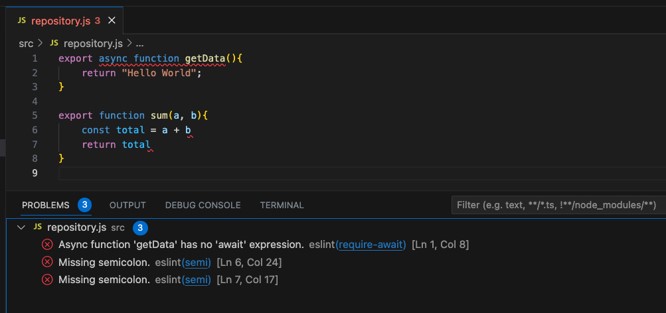 JS repository.js 3 ×
src > JS repository.js > ...
1 export async function getData(){
2 return "Hello World";
3 }
4
5 export function sum(a, b){
6 const total = a + b
7 return total
8 }
9
PROBLEMS 3 OUTPUT DEBUG CONSOLE TERMINAL Filter (e.g. text, **/*.ts, !**/node_modules/**)
JS repository.js src 3
Async function 'getData' has no 'await' expression. eslint(require-await) [Ln 1, Col 8]
Missing semicolon. eslint(semi) [Ln 6, Col 24]
Missing semicolon. eslint(semi) [Ln 7, Col 17]